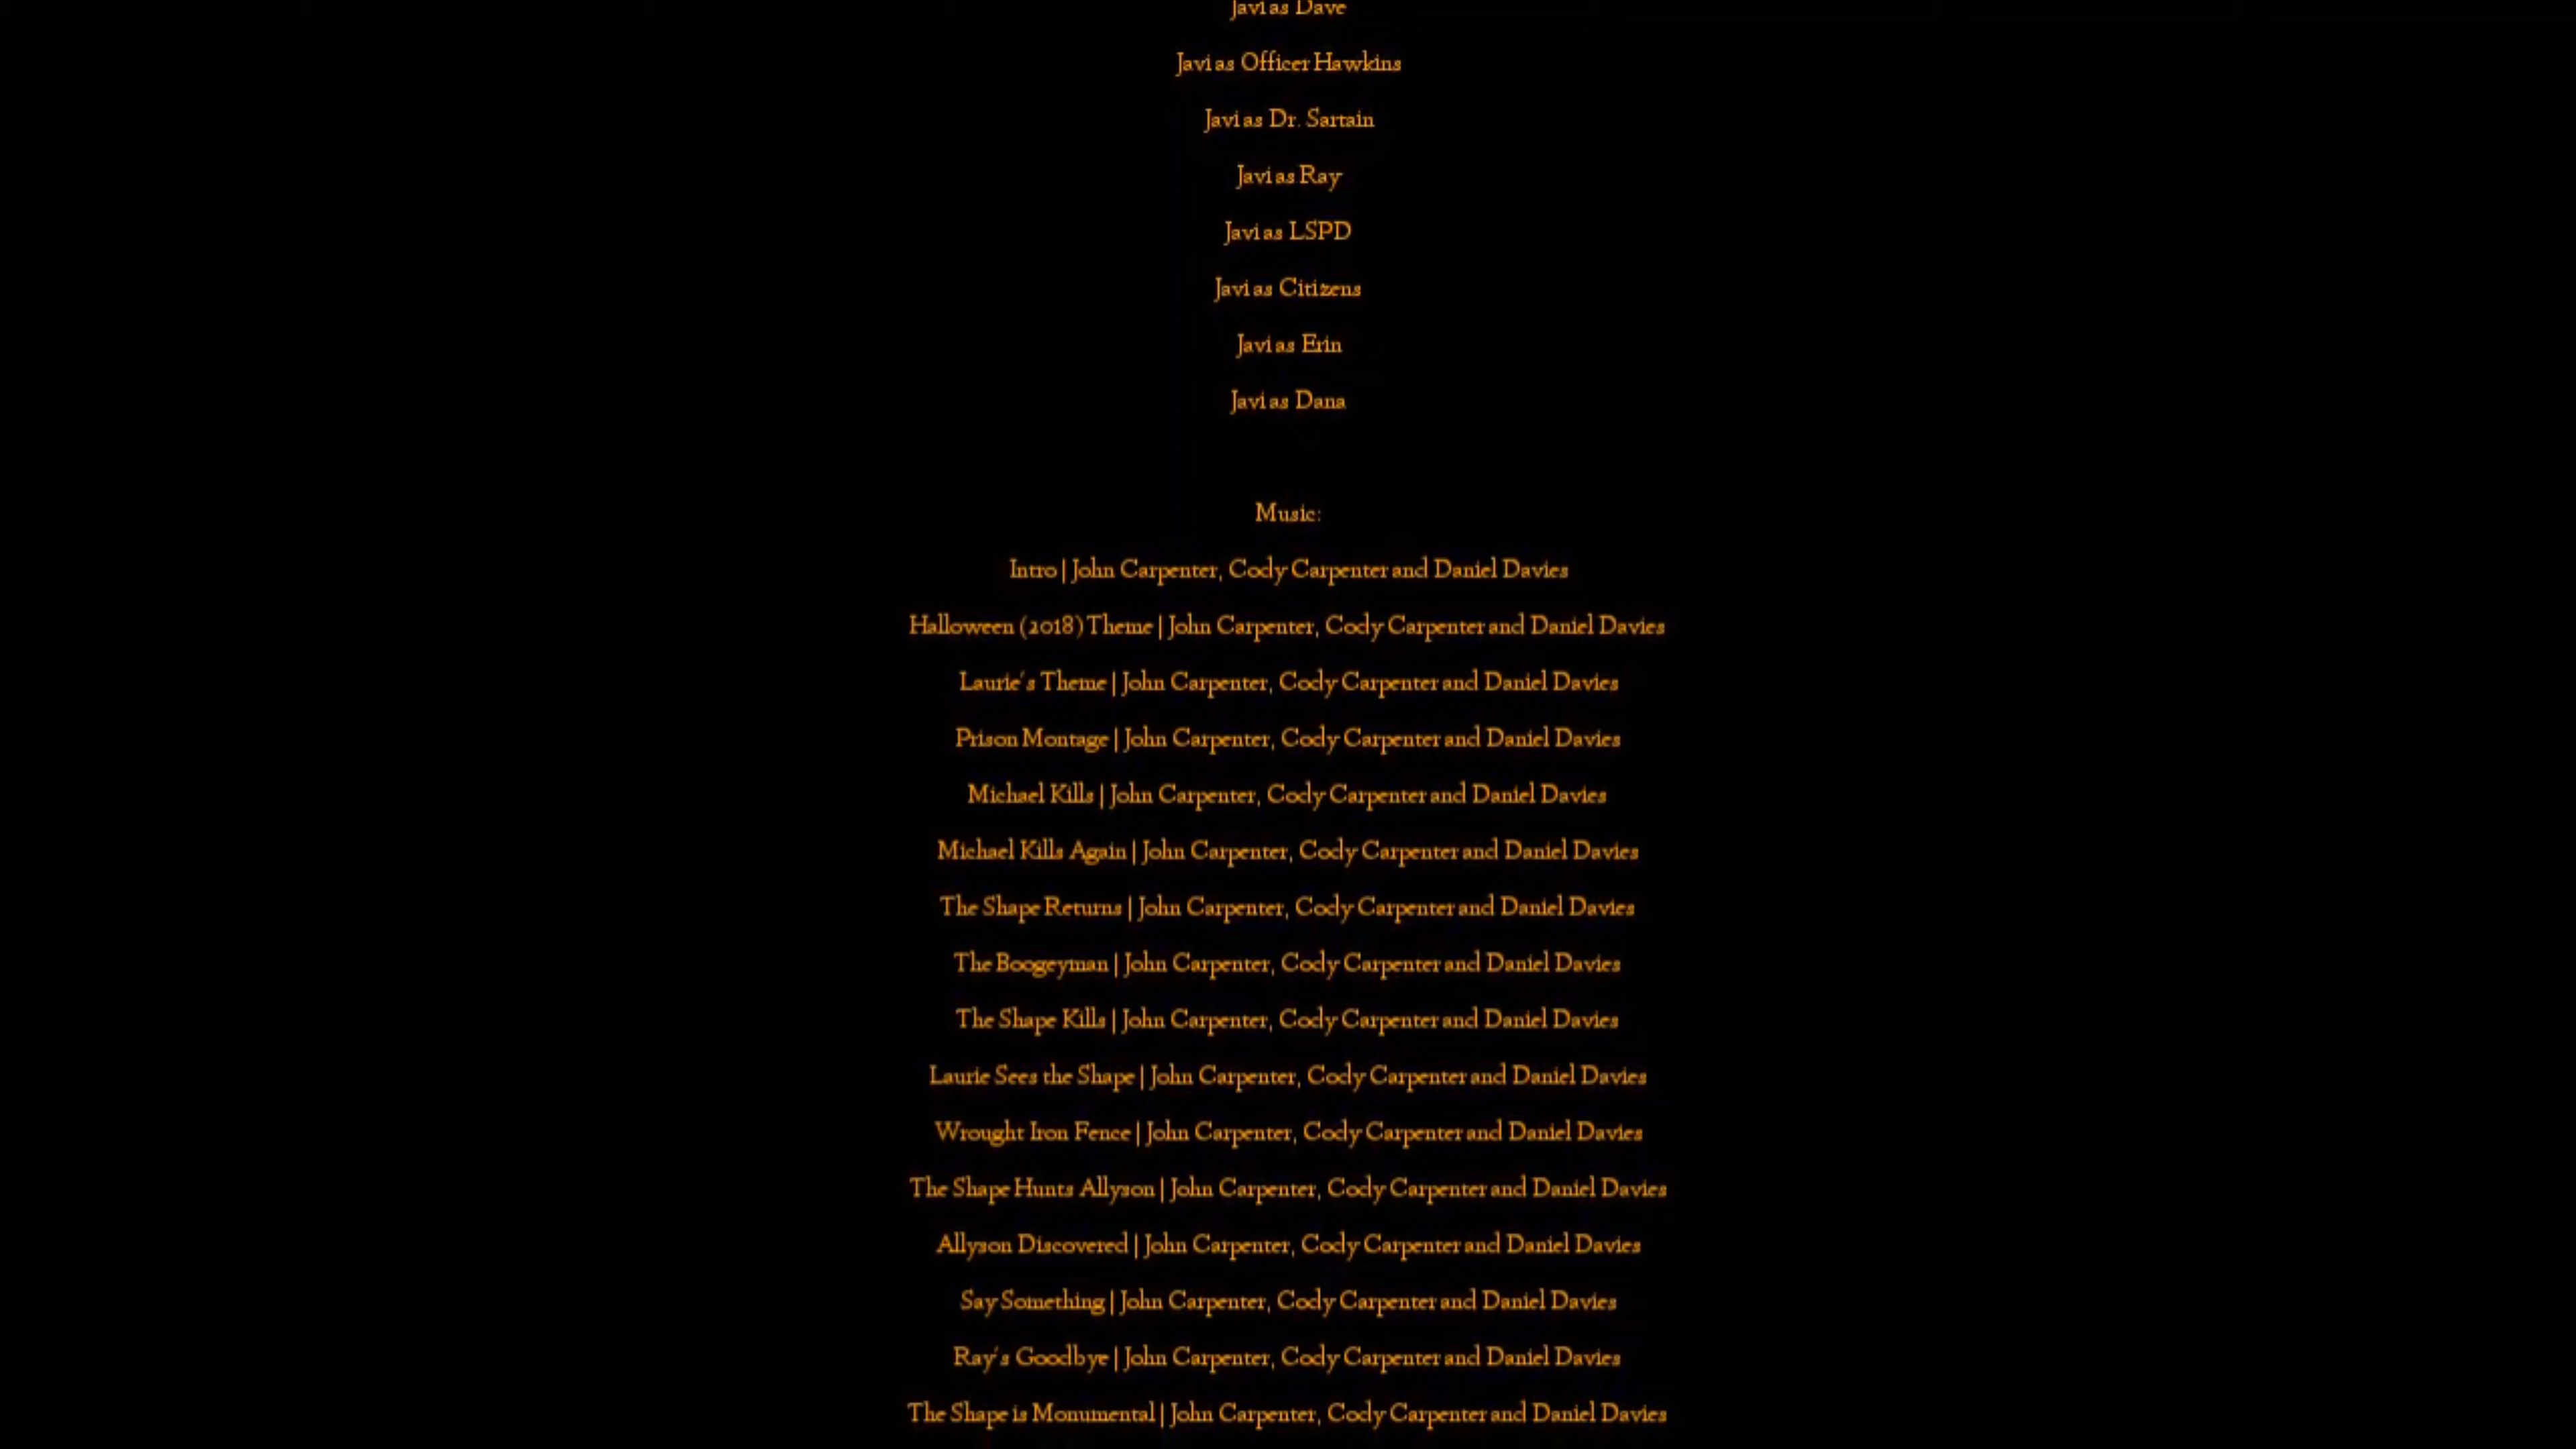 Javi as Dave
Javi as Officer Hawkins
Javi as Dr. Sartain
Javi as Ray
Javi as LSPD
Javi as Citizens
Javi as Erin
Javi as Dana
Music:
Intro | John Carpenter, Cody Carpenter and Daniel Davies
Halloween (2018) Theme | John Carpenter, Cody Carpenter and Daniel Davies
Laurie's Theme | John Carpenter, Cody Carpenter and Daniel Davies
Prison Montage | John Carpenter, Cody Carpenter and Daniel Davies
Michael Kills | John Carpenter, Cody Carpenter and Daniel Davies
Michael Kills Again | John Carpenter, Cody Carpenter and Daniel Davies
The Shape Returns | John Carpenter, Cody Carpenter and Daniel Davies
The Boogeyman | John Carpenter, Cody Carpenter and Daniel Davies
The Shape Kills | John Carpenter, Cody Carpenter and Daniel Davies
Laurie Sees the Shape | John Carpenter, Cody Carpenter and Daniel Davies
Wrought Iron Fence | John Carpenter, Cody Carpenter and Daniel Davies
The Shape Hunts Allyson | John Carpenter, Cody Carpenter and Daniel Davies
Allyson Discovered | John Carpenter, Cody Carpenter and Daniel Davies
Say Something | John Carpenter, Cody Carpenter and Daniel Davies
Ray's Goodbye | John Carpenter, Cody Carpenter and Daniel Davies
The Shape is Monumental | John Carpenter, Cody Carpenter and Daniel Davies